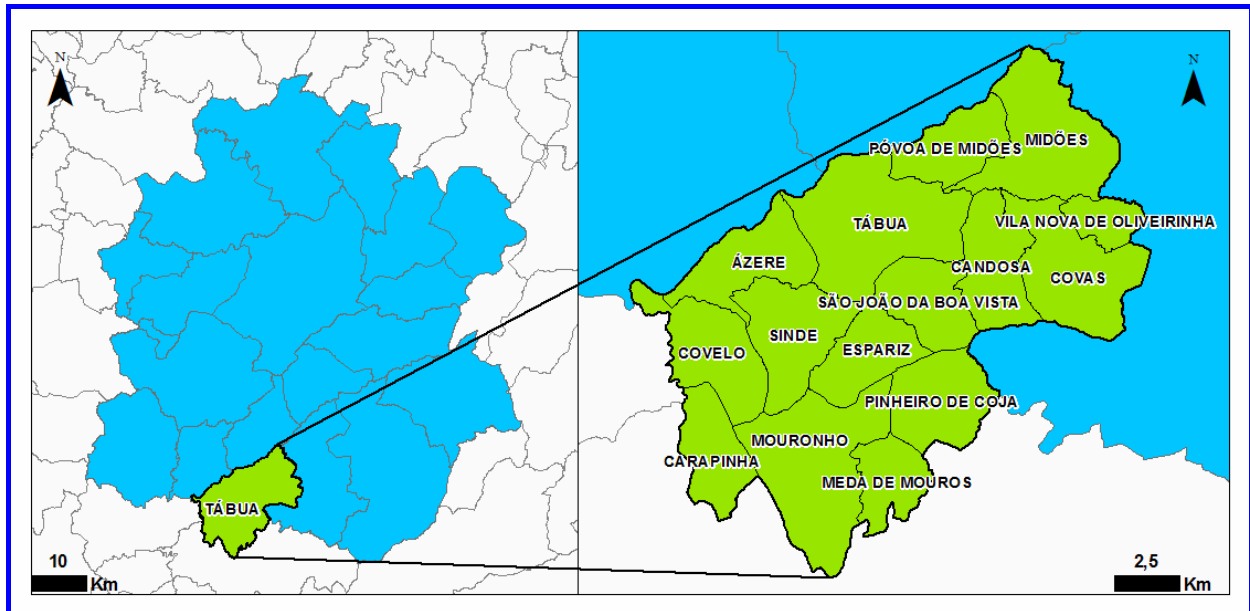 N
TÁBUA
10
Km
N
MIDÕES
PÓVOA DE MIDÕES
TÁBUA
VILA NOVA DE OLIVEIRINHA
ÁZERE
CANDOSA
COVAS
SÃO JOÃO DA BOA VISTA
SINDE
COVELO
ESPARIZ
PINHEIRO DE COJA
MOURONHO
CARAPINHA
MEDA DE MOUROS
2,5
Km